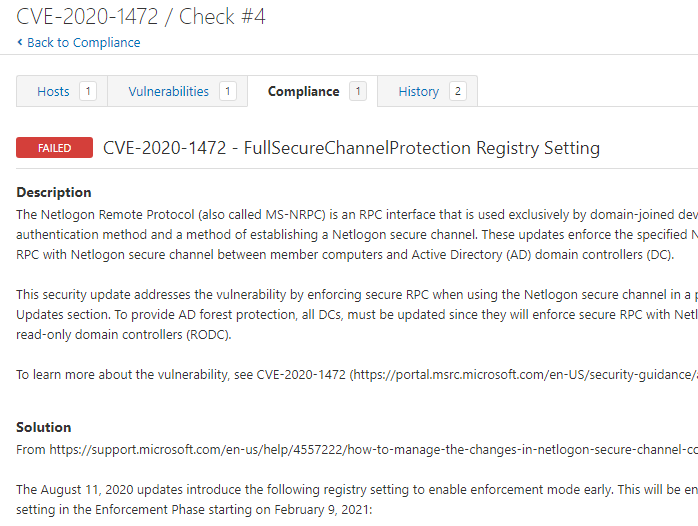 CVE-2020-1472 / Check #4
‹ Back to Compliance
Hosts 1 Vulnerabilities 1 Compliance 1 History 2
FAILED CVE-2020-1472 - FullSecureChannelProtection Registry Setting
Description
The Netlogon Remote Protocol (also called MS-NRPC) is an RPC interface that is used exclusively by domain-joined dev
authentication method and a method of establishing a Netlogon secure channel. These updates enforce the specified N
RPC with Netlogon secure channel between member computers and Active Directory (AD) domain controllers (DC).
This security update addresses the vulnerability by enforcing secure RPC when using the Netlogon secure channel in a p
Updates section. To provide AD forest protection, all DCs, must be updated since they will enforce secure RPC with Netl
read-only domain controllers (RODC).
To learn more about the vulnerability, see CVE-2020-1472 (https://portal.msrc.microsoft.com/en-US/security-guidance/a
Solution
From https://support.microsoft.com/en-us/help/4557222/how-to-manage-the-changes-in-netlogon-secure-channel-co
The August 11, 2020 updates introduce the following registry setting to enable enforcement mode early. This will be en
setting in the Enforcement Phase starting on February 9, 2021: